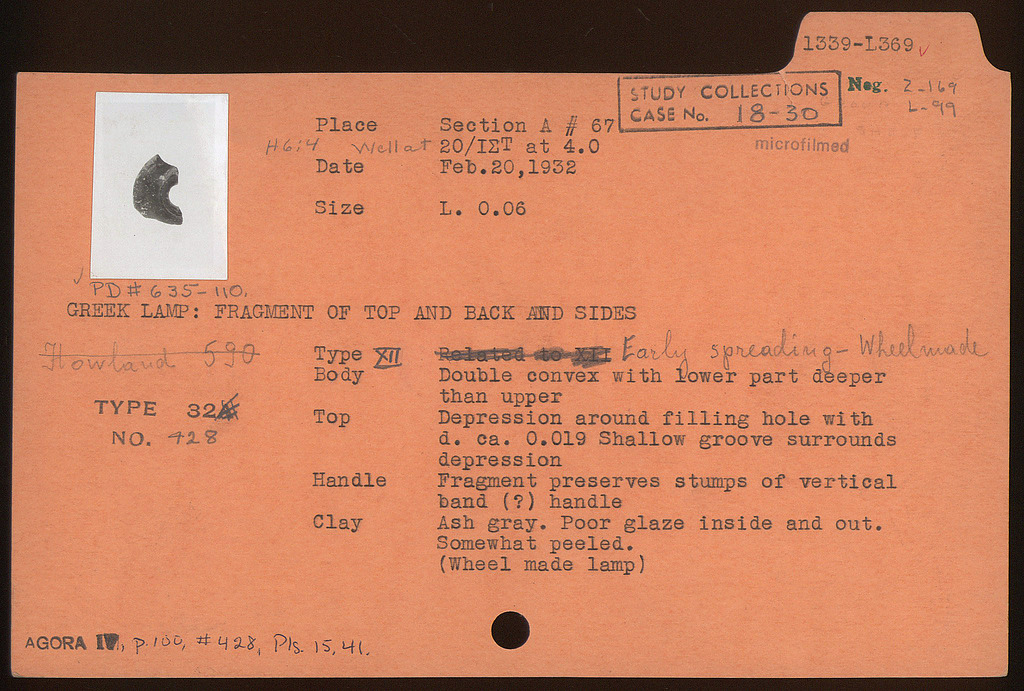 1339-L369 ✓
STUDY COLLECTIONS
CASE No. 18-30
Neg. Z-169
L-99
microfilmed
Place Section A # 67
H6:4 Well at 20/ΙΣΤ at 4.0
Date Feb.20,1932
Size L. 0.06
✓ PD# 635-110.
GREEK LAMP: FRAGMENT OF TOP AND BACK AND SIDES
Howland 590
TYPE 32
NO. 428
Type XII Related to XII Early spreading - Wheelmade
Body Double convex with lower part deeper
than upper
Top Depression around filling hole with
d. ca. 0.019 Shallow groove surrounds
depression
Handle Fragment preserves stumps of vertical
band (?) handle
Clay Ash gray. Poor glaze inside and out.
Somewhat peeled.
(Wheel made lamp)
AGORA IV, p.100, #428, Pls. 15, 41.